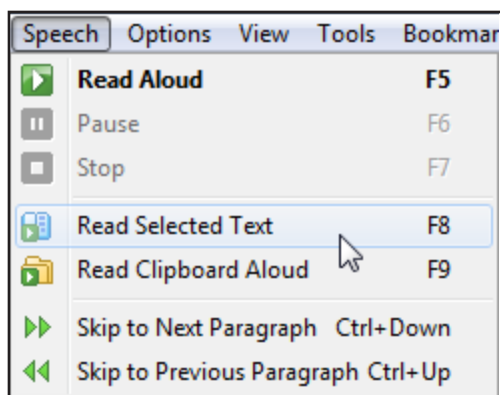 Speech Options View Tools Bookmar
Read Aloud F5
Pause F6
Stop F7
Read Selected Text F8
Read Clipboard Aloud F9
Skip to Next Paragraph Ctrl+Down
Skip to Previous Paragraph Ctrl+Up